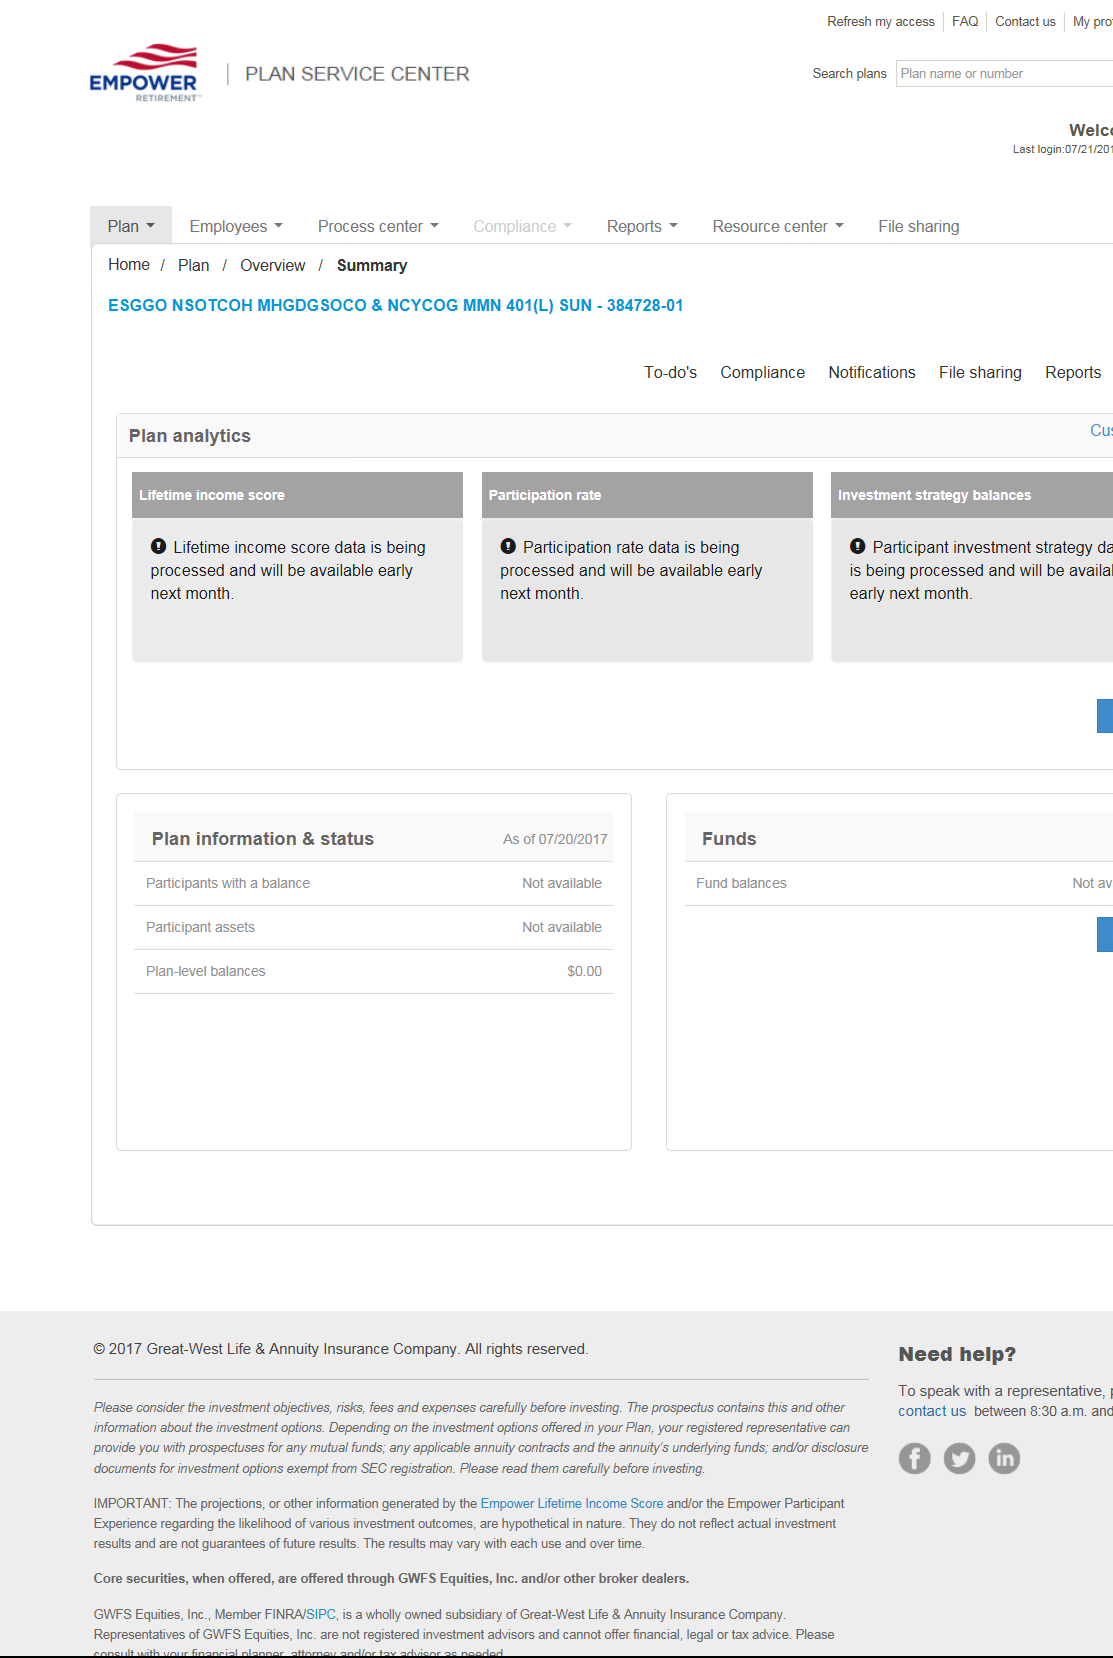 Refresh my access FAQ Contact us My
EMPOWER
RETIREMENT™
PLAN SERVICE CENTER
Search plans Plan name or number
Last login:07/21/
Plan Employees Process center Compliance Reports Resource center File sharing
Home / Plan / Overview / Summary
ESGGO NSOTCOH MHGDGSOCO & NCYCOG MMN 401(L) SUN - 384728-01
To-do's Compliance Notifications File sharing Reports
Plan analytics
Lifetime income score
Lifetime income score data is being
processed and will be available early
next month.
Participation rate
Participation rate data is being
processed and will be available early
next month.
Investment strategy balances
Participant investment strategy
is being processed and will be
early next month.
Plan information & status As of 07/20/2017
Participants with a balance Not available
Participant assets Not available
Plan-level balances $0.00
Funds
Fund balances Not
© 2017 Great-West Life & Annuity Insurance Company. All rights reserved.
Please consider the investment objectives, risks, fees and expenses carefully before investing. The prospectus contains this and other
information about the investment options. Depending on the investment options offered in your Plan, your registered representative can
provide you with prospectuses for any mutual funds; any applicable annuity contracts and the annuity's underlying funds; and/or disclosure
documents for investment options exempt from SEC registration. Please read them carefully before investing.
IMPORTANT: The projections, or other information generated by the Empower Lifetime Income Score and/or the Empower Participant
Experience regarding the likelihood of various investment outcomes, are hypothetical in nature. They do not reflect actual investment
results and are not guarantees of future results. The results may vary with each use and over time.
Core securities, when offered, are offered through GWFS Equities, Inc. and/or other broker dealers.
GWFS Equities, Inc., Member FINRA/SIPC, is a wholly owned subsidiary of Great-West Life & Annuity Insurance Company.
Representatives of GWFS Equities, Inc. are not registered investment advisors and cannot offer financial, legal or tax advice. Please
consult with your financial planner, attorney and/or tax advisor as needed.
Need help?
To speak with a representative,
contact us between 8:30 a.m. and